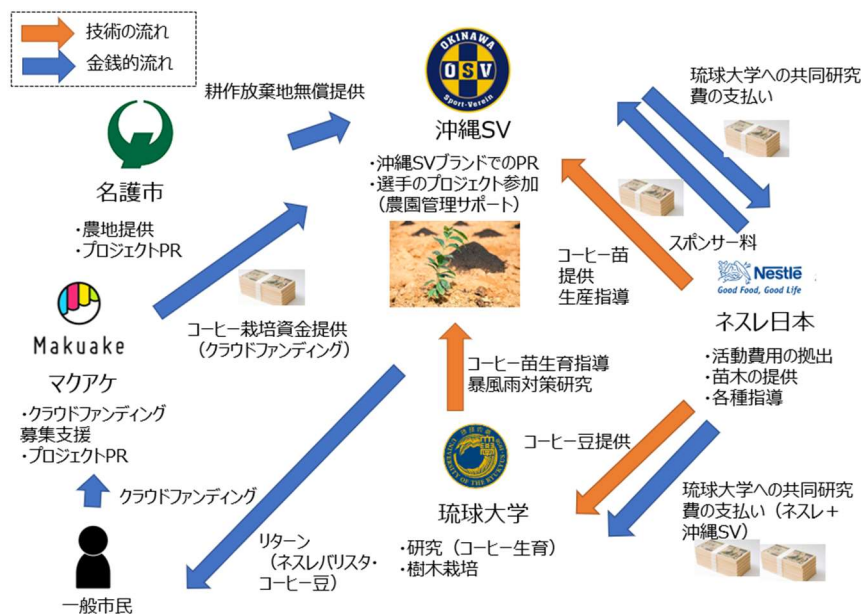 技術の流れ
金銭的流れ
耕作放棄地無償提供
OKINAWA
OSV
Sport-Verein
沖縄SV
・沖縄SVブランドでのPR
・選手のプロジェクト参加
（農園管理サポート）
琉球大学への共同研究
費の支払い
名護市
・農地提供
・プロジェクトPR
スポンサー料
コーヒー苗
提供
生産指導
Nestlé
Good Food, Good Life
ネスレ日本
・活動費用の拠出
・苗木の提供
・各種指導
Makuake
マクアケ
・クラウドファンディング
募集支援
・プロジェクトPR
コーヒー栽培資金提供
（クラウドファンディング）
コーヒー苗生育指導
暴風雨対策研究
コーヒー豆提供
UNIVERSITY OF THE RYUKYUS
琉球大学
・研究（コーヒー生育）
・樹木栽培
琉球大学への共同研究
費の支払い（ネスレ＋
沖縄SV）
クラウドファンディング
リターン
（ネスレバリスタ・
コーヒー豆）
一般市民